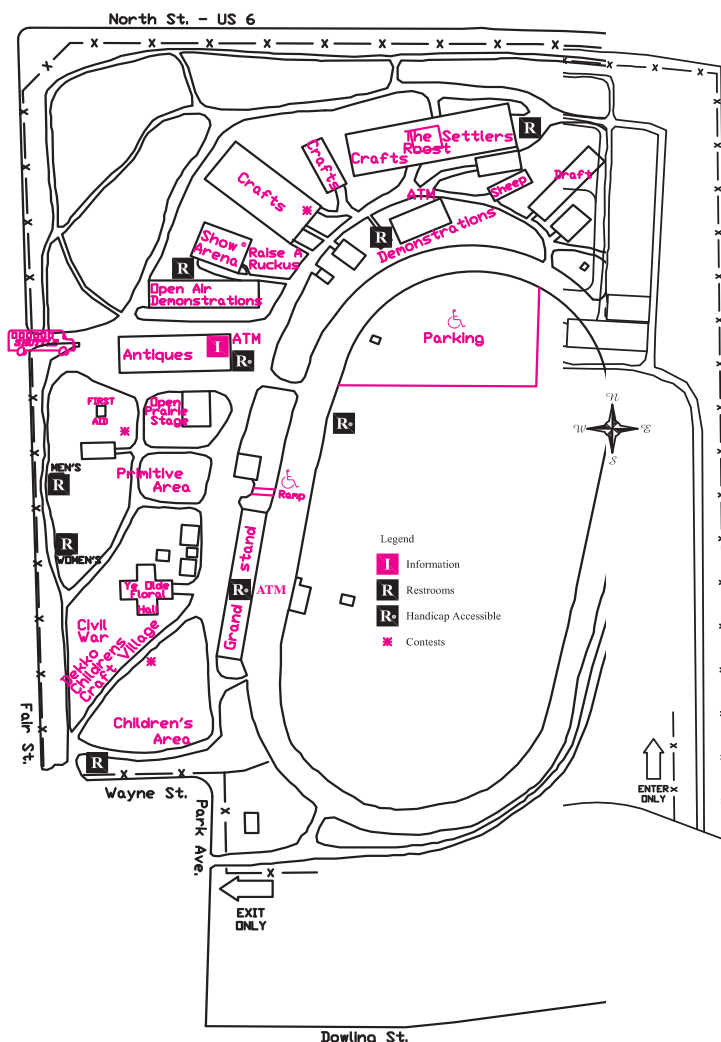 North St. - US 6
The Settlers
Roost
Crafts
Crafts
Crafts
Draft
Sheep
ATM
Demonstrations
Show
Arena
Raise A
Ruckus
Open Air
Demonstrations
SHUTTLE
Antiques
I
ATM
R
R
R
R
Parking
R
FIRST
AID
Open
Prairie
Stage
N
W
E
S
MEN'S
R
Primitive
Area
Ramp
R
WOMEN'S
Grand stand
R
ATM
Legend
I Information
R Restrooms
R Handicap Accessible
Contests
Ye Olde
Floral
Hall
Civil
War
Dekko
Childrens
Craft Village
Children's
Area
Fair St.
R
Wayne St.
Park Ave.
ENTER
ONLY
EXIT
ONLY
Dowling St.